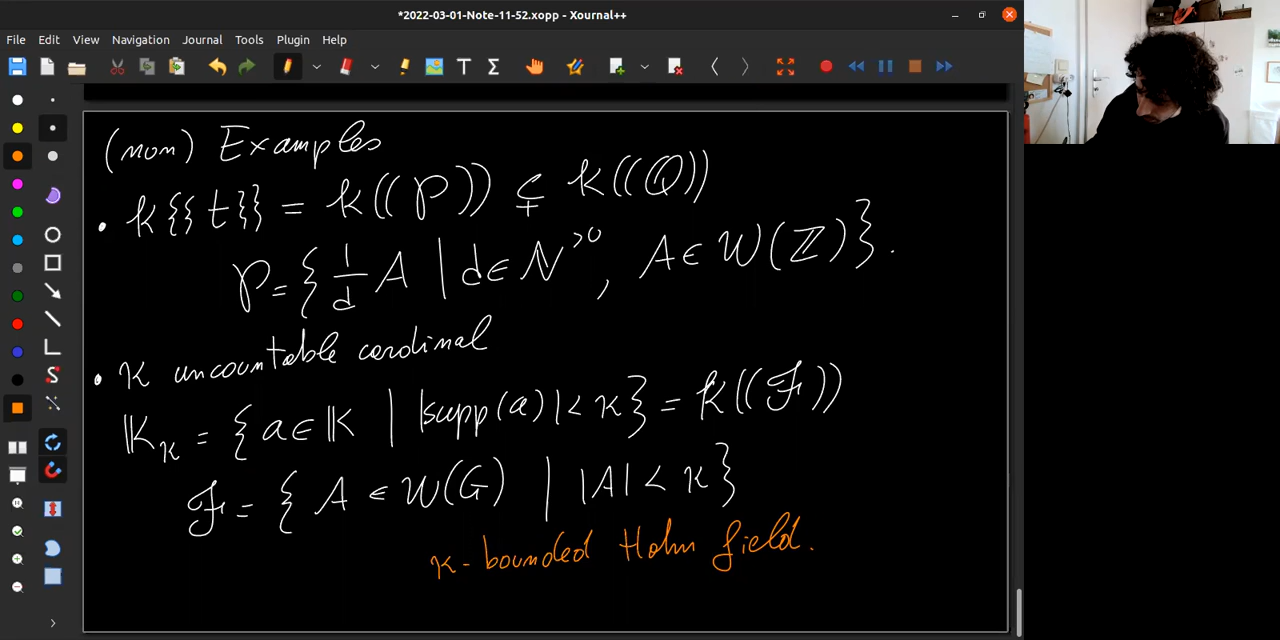 *2022-03-01-Note-11-52.xopp - Xournal++
File Edit View Navigation Journal Tools Plugin Help
(non) Examples
• k{{t}} = k((P)) ⊊ k((Q))
P = { 1/d A | d ∈ N^{>0}, A ∈ W(Z) }.
• κ uncountable cardinal
𝕂_κ = { a ∈ 𝕂 | |supp(a)| < κ } = k((F))
F = { A ∈ W(G) | |A| < κ }
κ-bounded Hahn field.